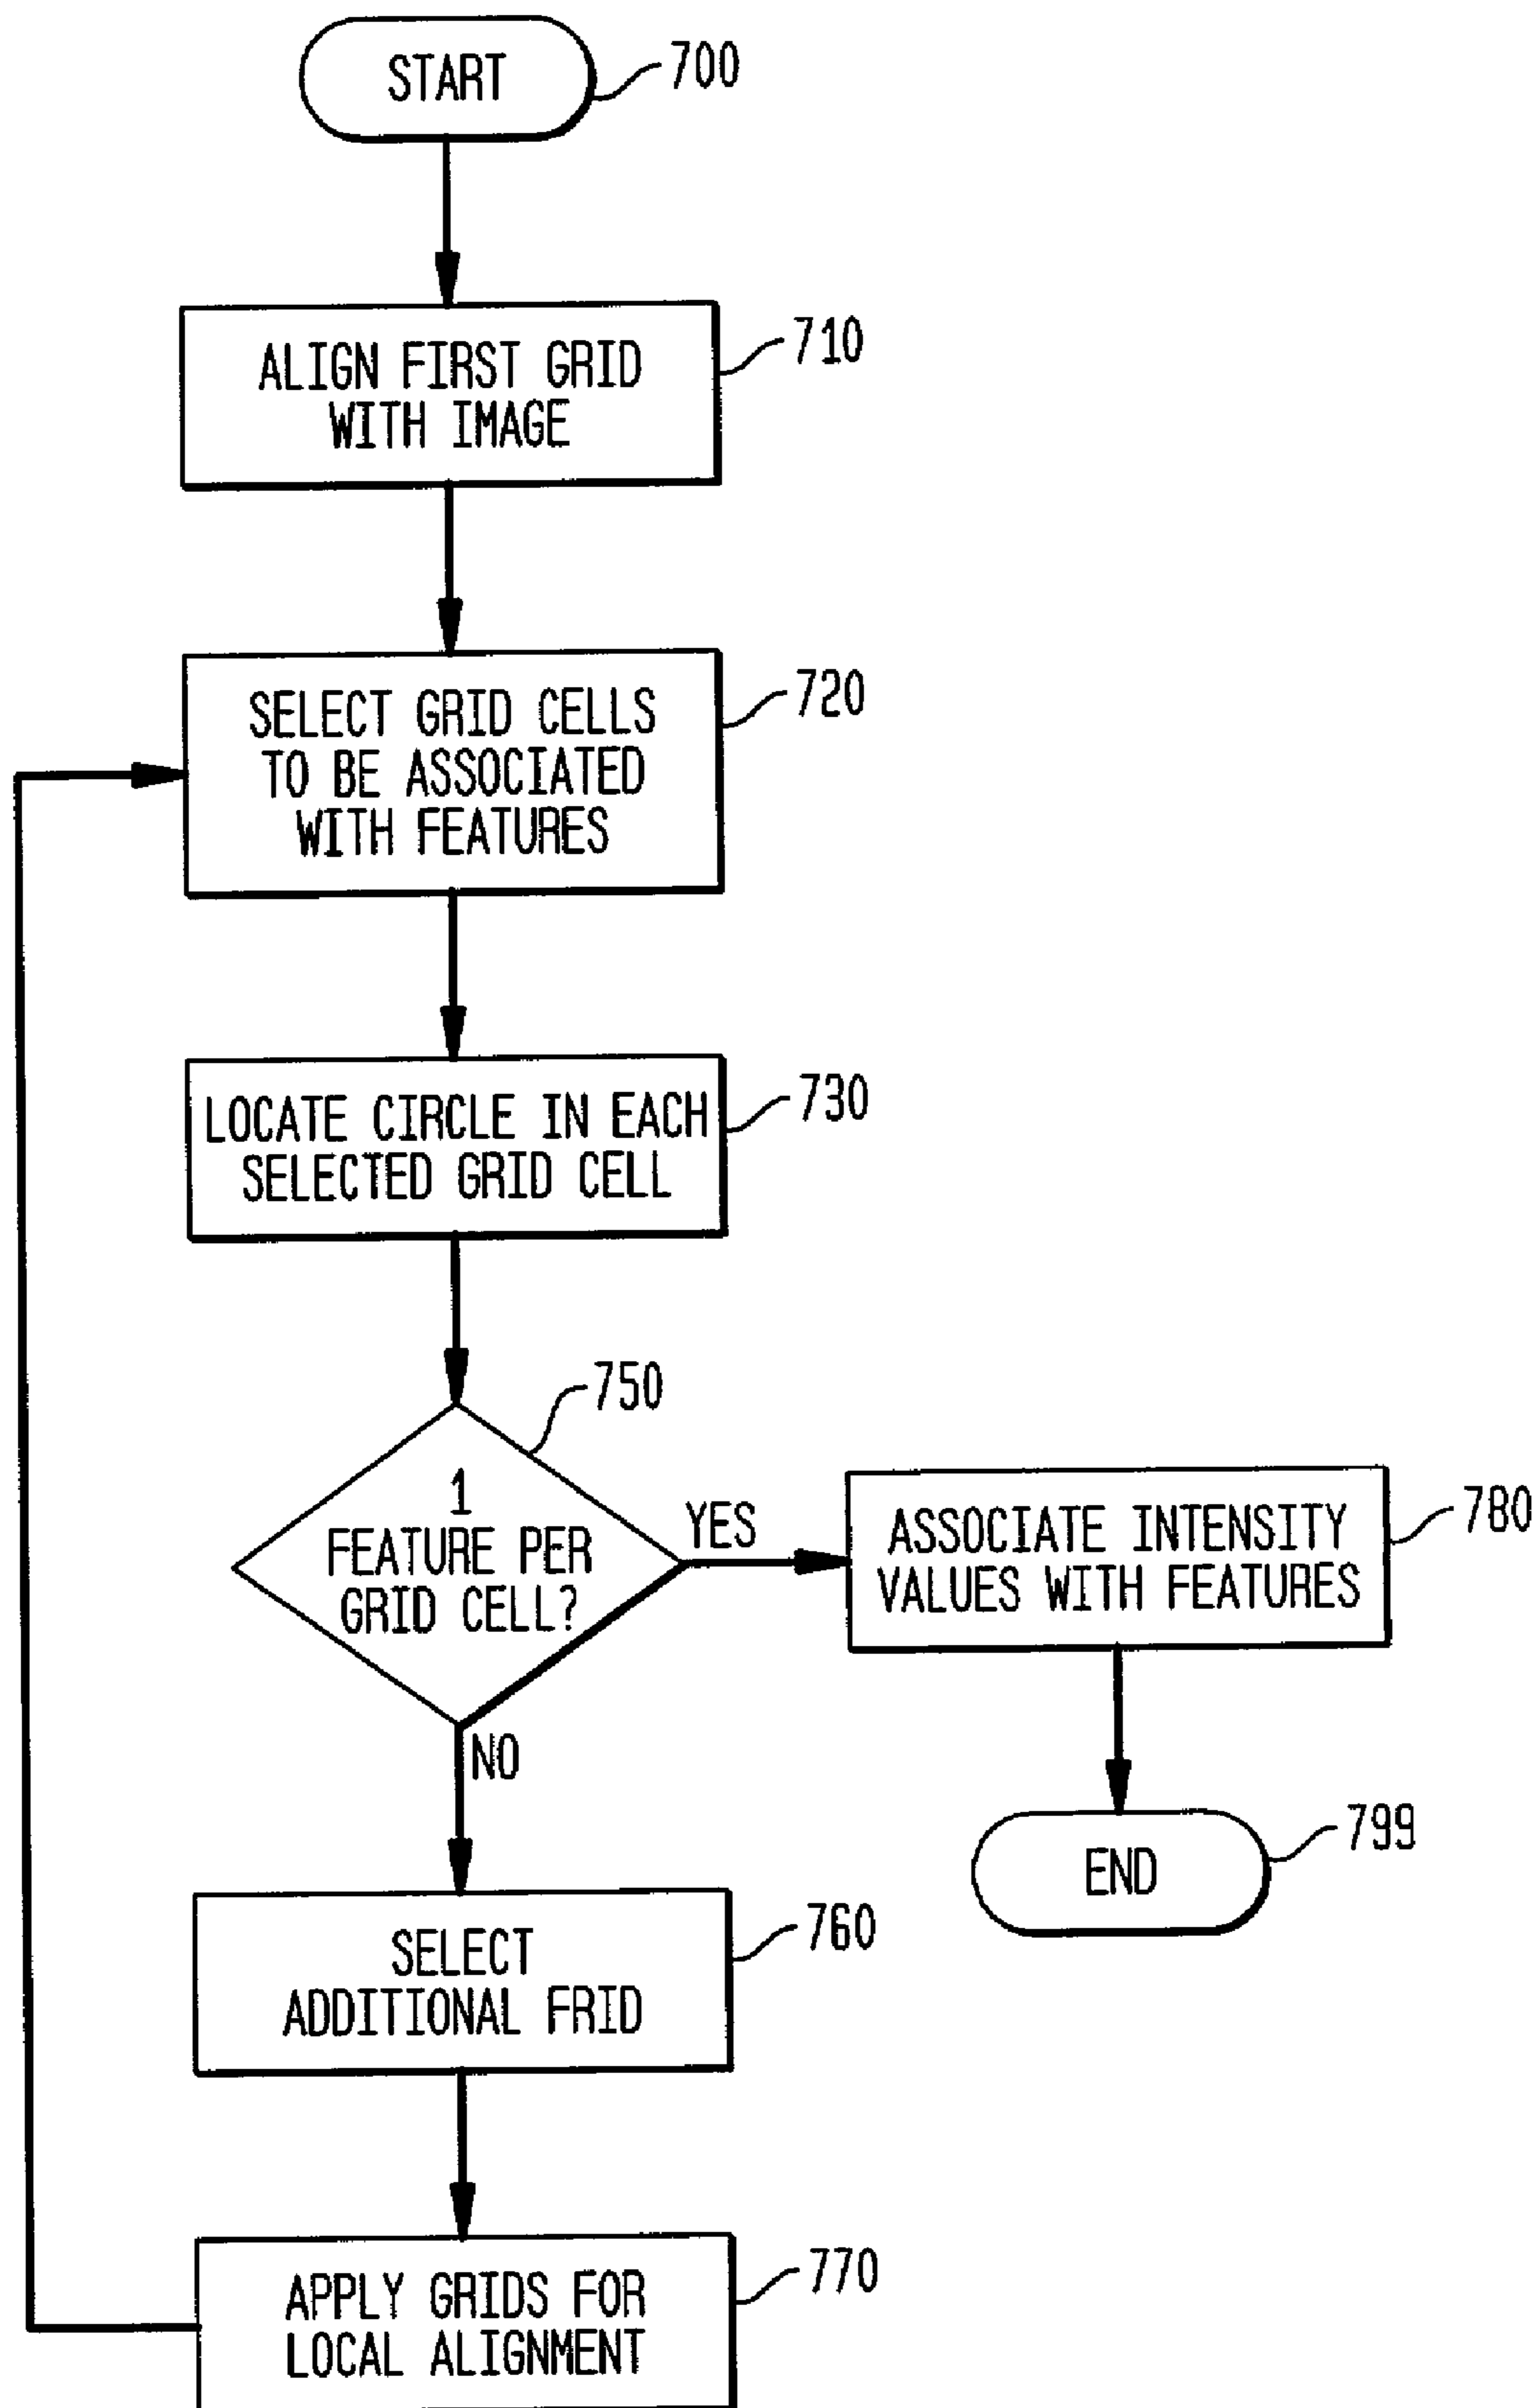 START
700
ALIGN FIRST GRID
WITH IMAGE
710
SELECT GRID CELLS
TO BE ASSOCIATED
WITH FEATURES
720
LOCATE CIRCLE IN EACH
SELECTED GRID CELL
730
750
1
FEATURE PER
GRID CELL?
YES
ASSOCIATE INTENSITY
VALUES WITH FEATURES
780
NO
END
799
SELECT
ADDITIONAL FRID
760
APPLY GRIDS FOR
LOCAL ALIGNMENT
770